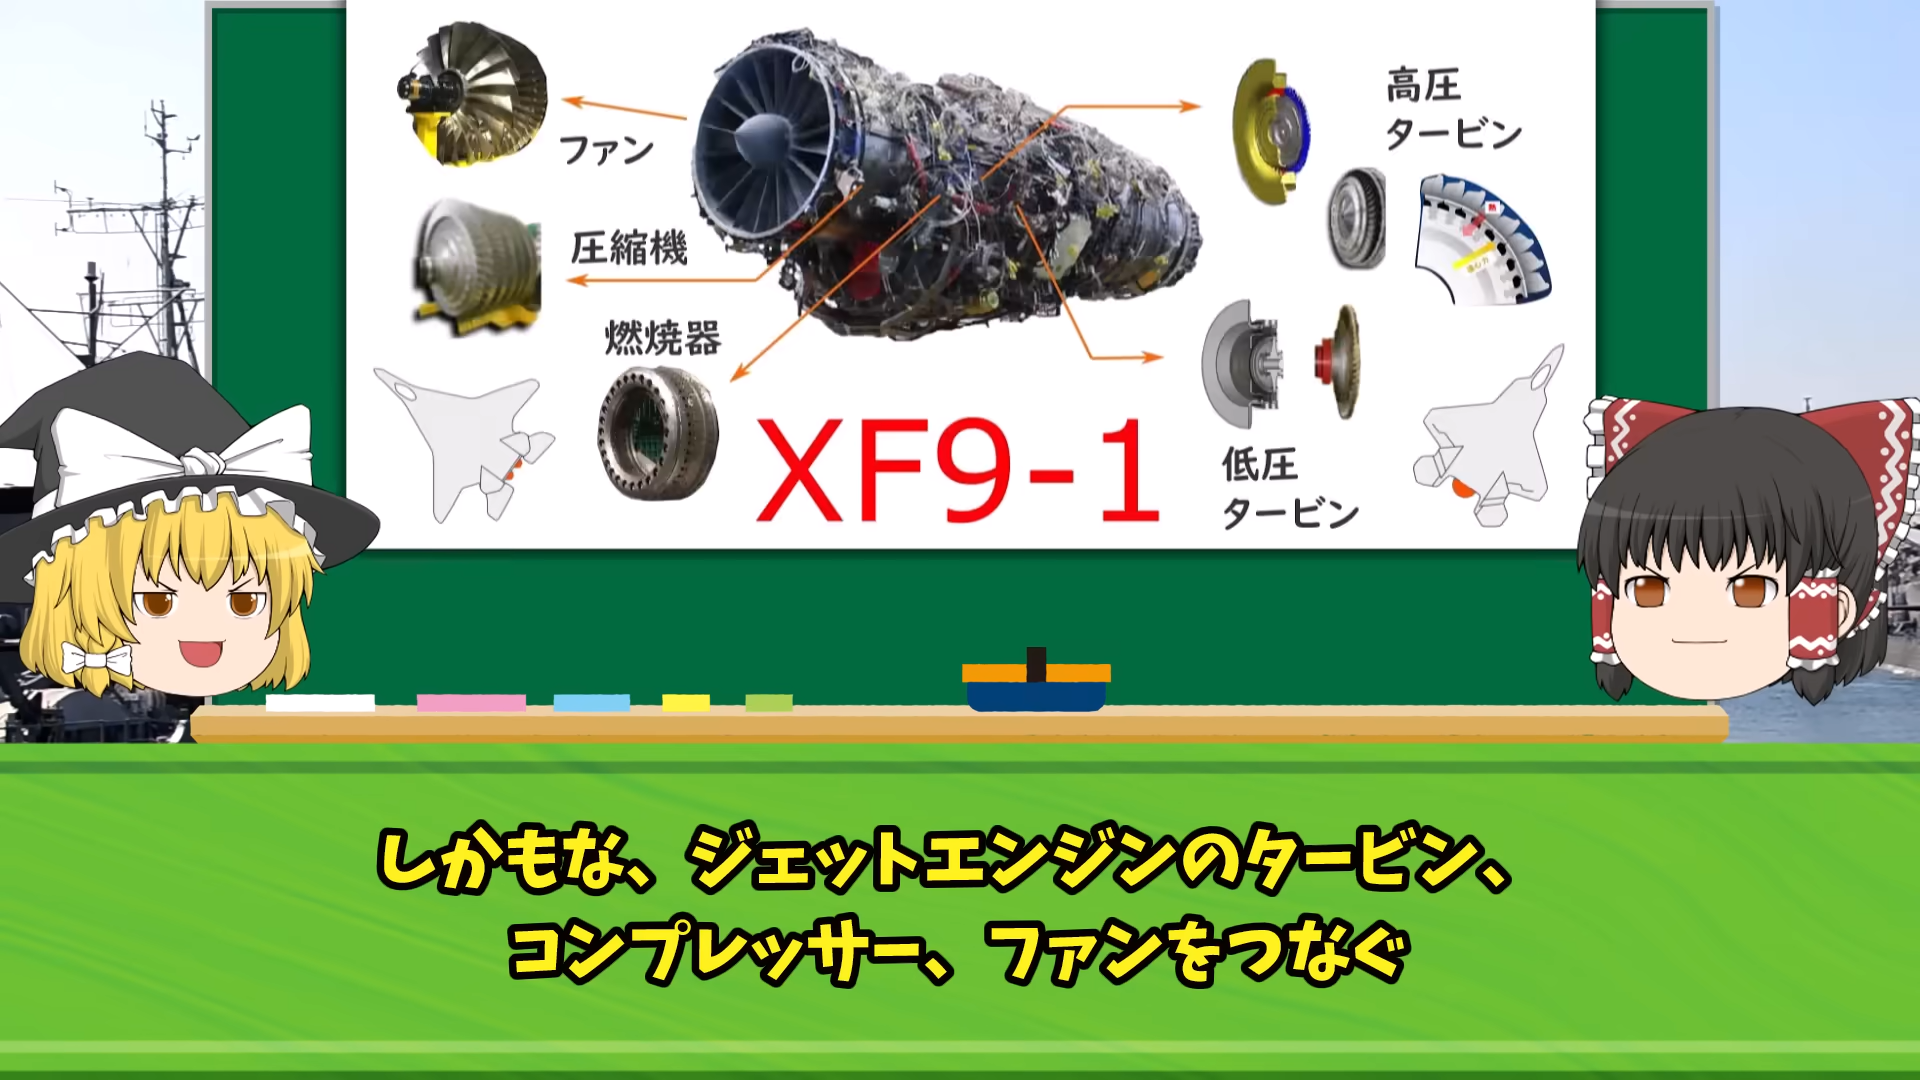 ファン
圧縮機
燃焼器
XF9-1
高圧
タービン
熱
低圧
タービン
しかもな、ジェットエンジンのタービン、
コンプレッサー、ファンをつなぐ